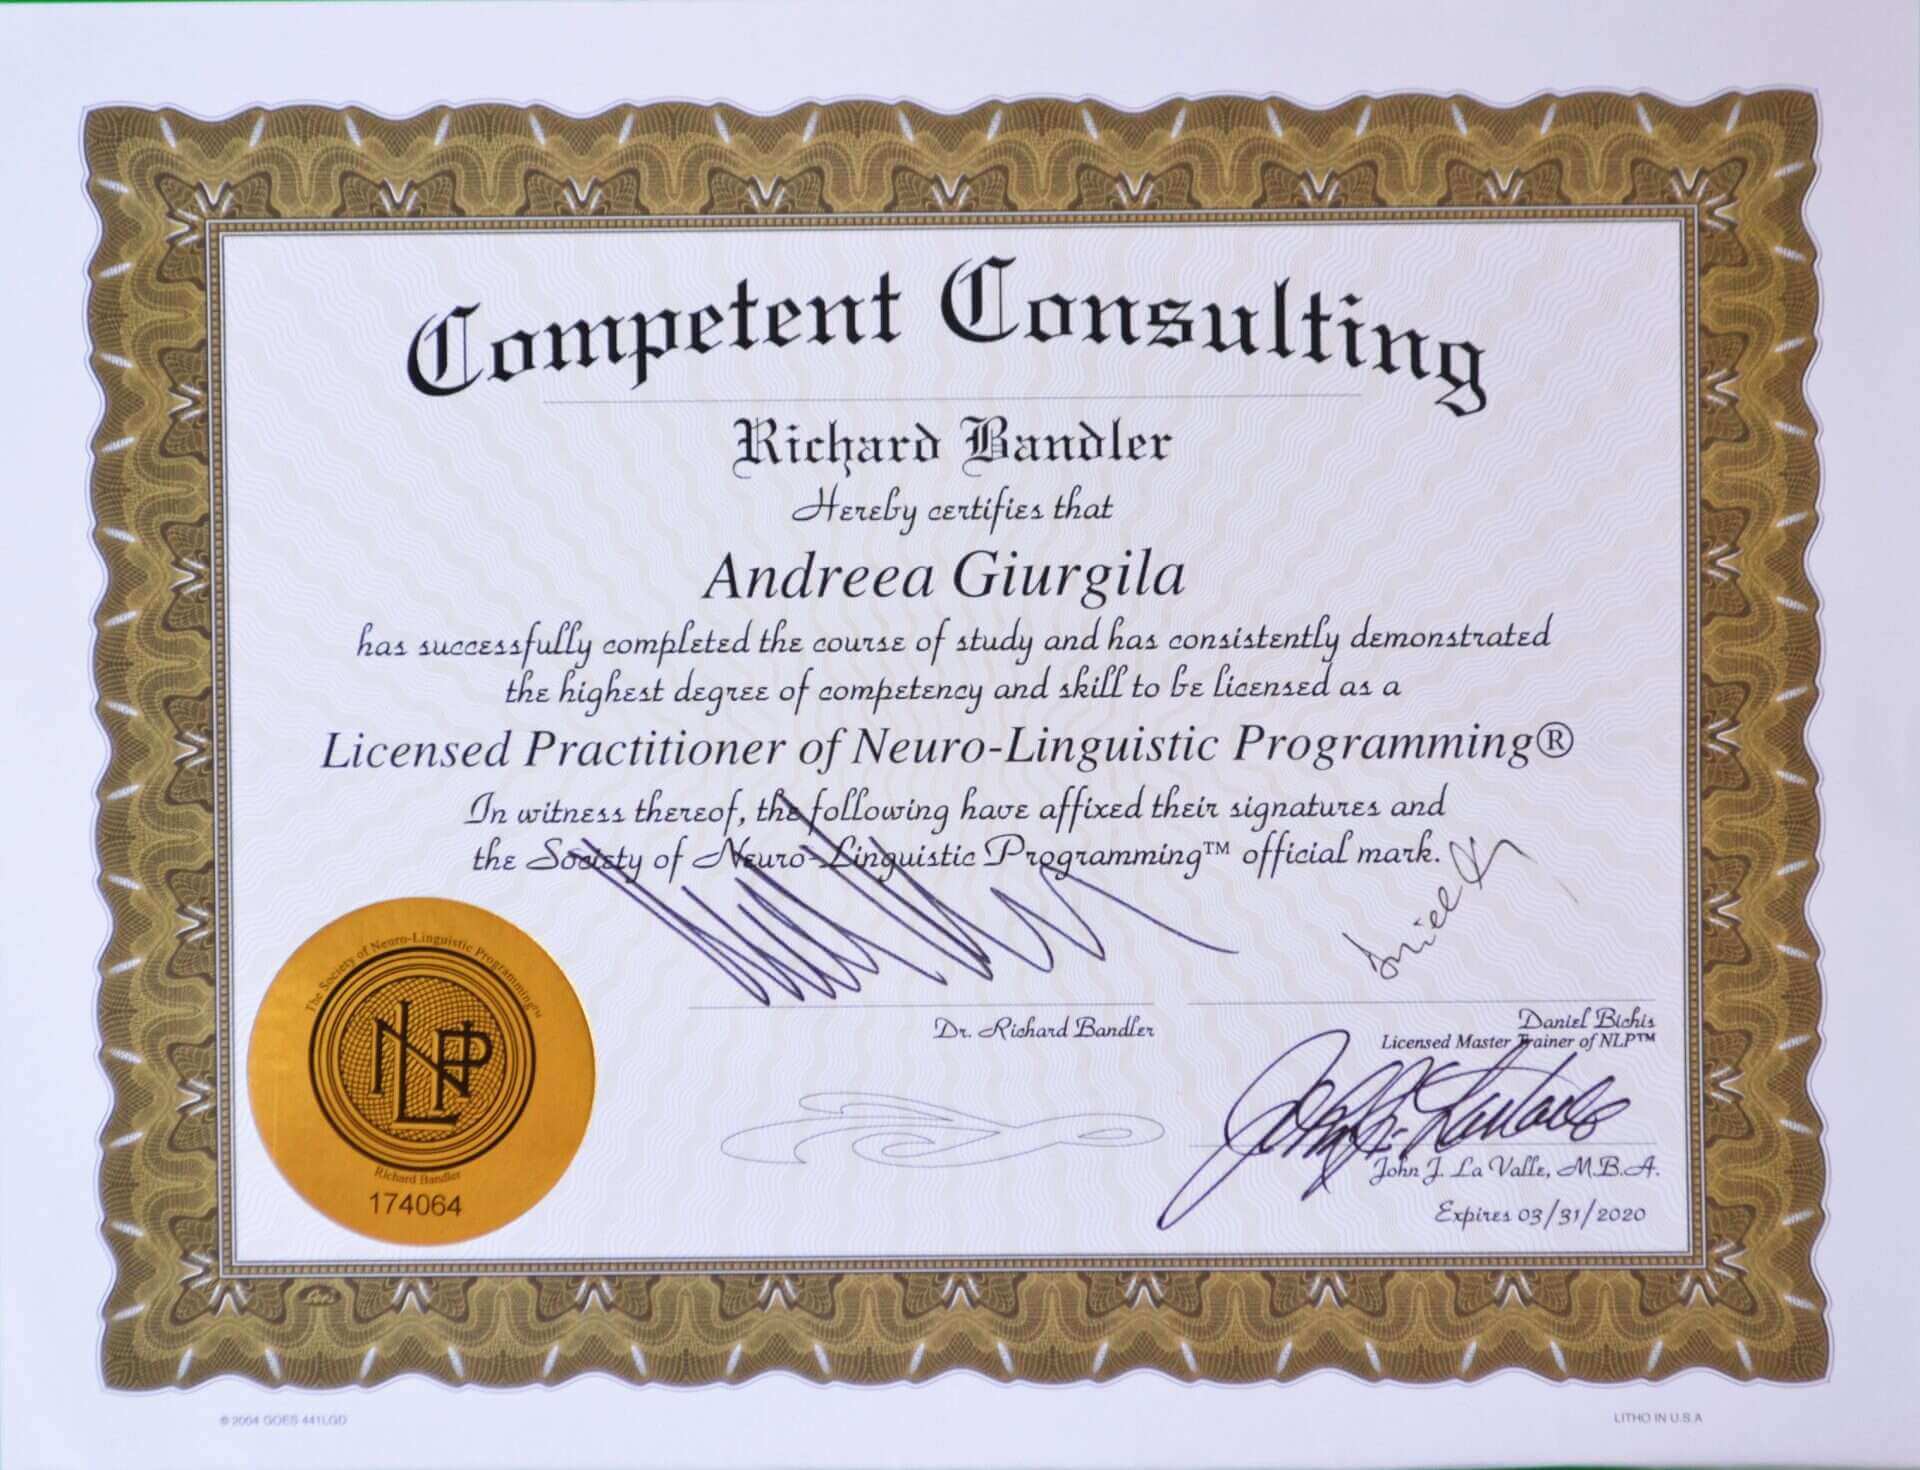 Competent Consulting
Richard Bandler
Hereby certifies that
Andreea Giurgila
has successfully completed the course of study and has consistently demonstrated
the highest degree of competency and skill to be licensed as a
Licensed Practitioner of Neuro-Linguistic Programming®
In witness thereof, the following have affixed their signatures and
the Society of Neuro-Linguistic Programming™ official mark.
Dr. Richard Bandler
Daniel Bichis
Licensed Master Trainer of NLP™
John J. La Valle, M.B.A.
Expires 03/31/2020
The Society of Neuro-Linguistic Programming
NLP
Richard Bandler
174064
Goes
© 2004 GOES 441LGD
LITHO IN U.S.A